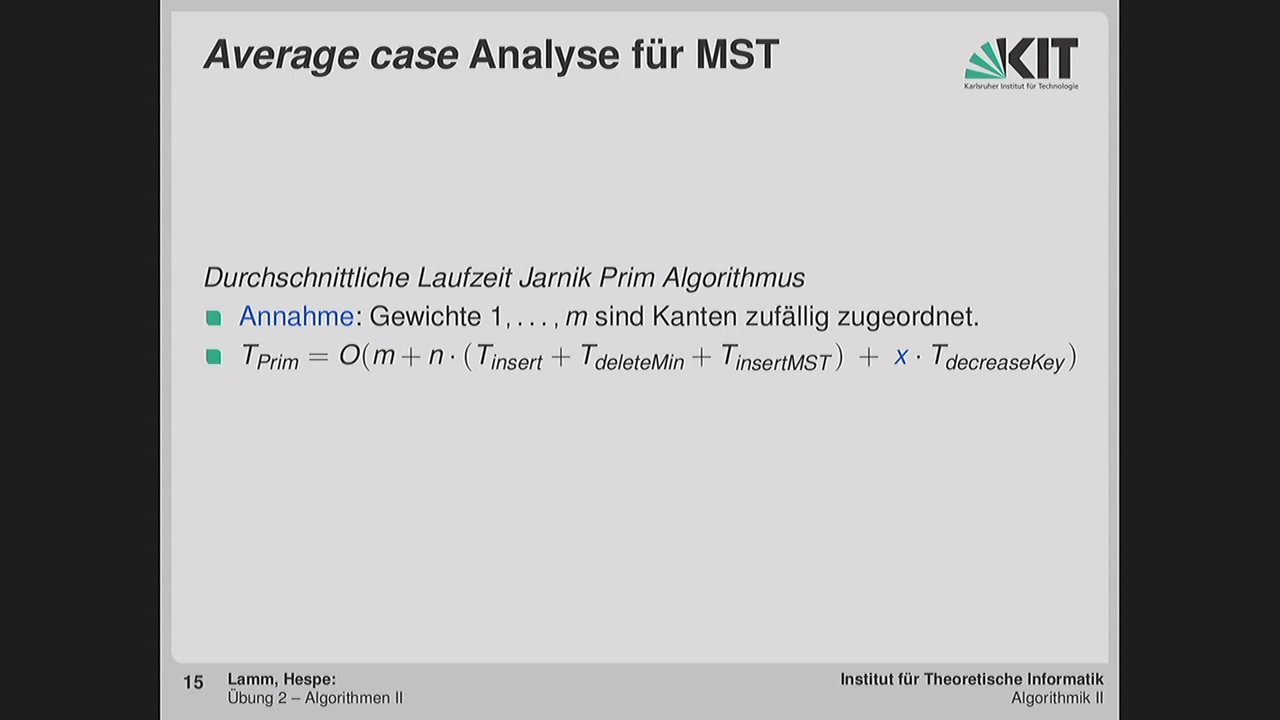 Average case Analyse für MST
KIT
Karlsruher Institut für Technologie
Durchschnittliche Laufzeit Jarnik Prim Algorithmus
Annahme: Gewichte 1, . . . , m sind Kanten zufällig zugeordnet.
T_Prim = O(m + n · (T_insert + T_deleteMin + T_insertMST) + x · T_decreaseKey)
15 Lamm, Hespe: Institut für Theoretische Informatik
Übung 2 – Algorithmen II Algorithmik II